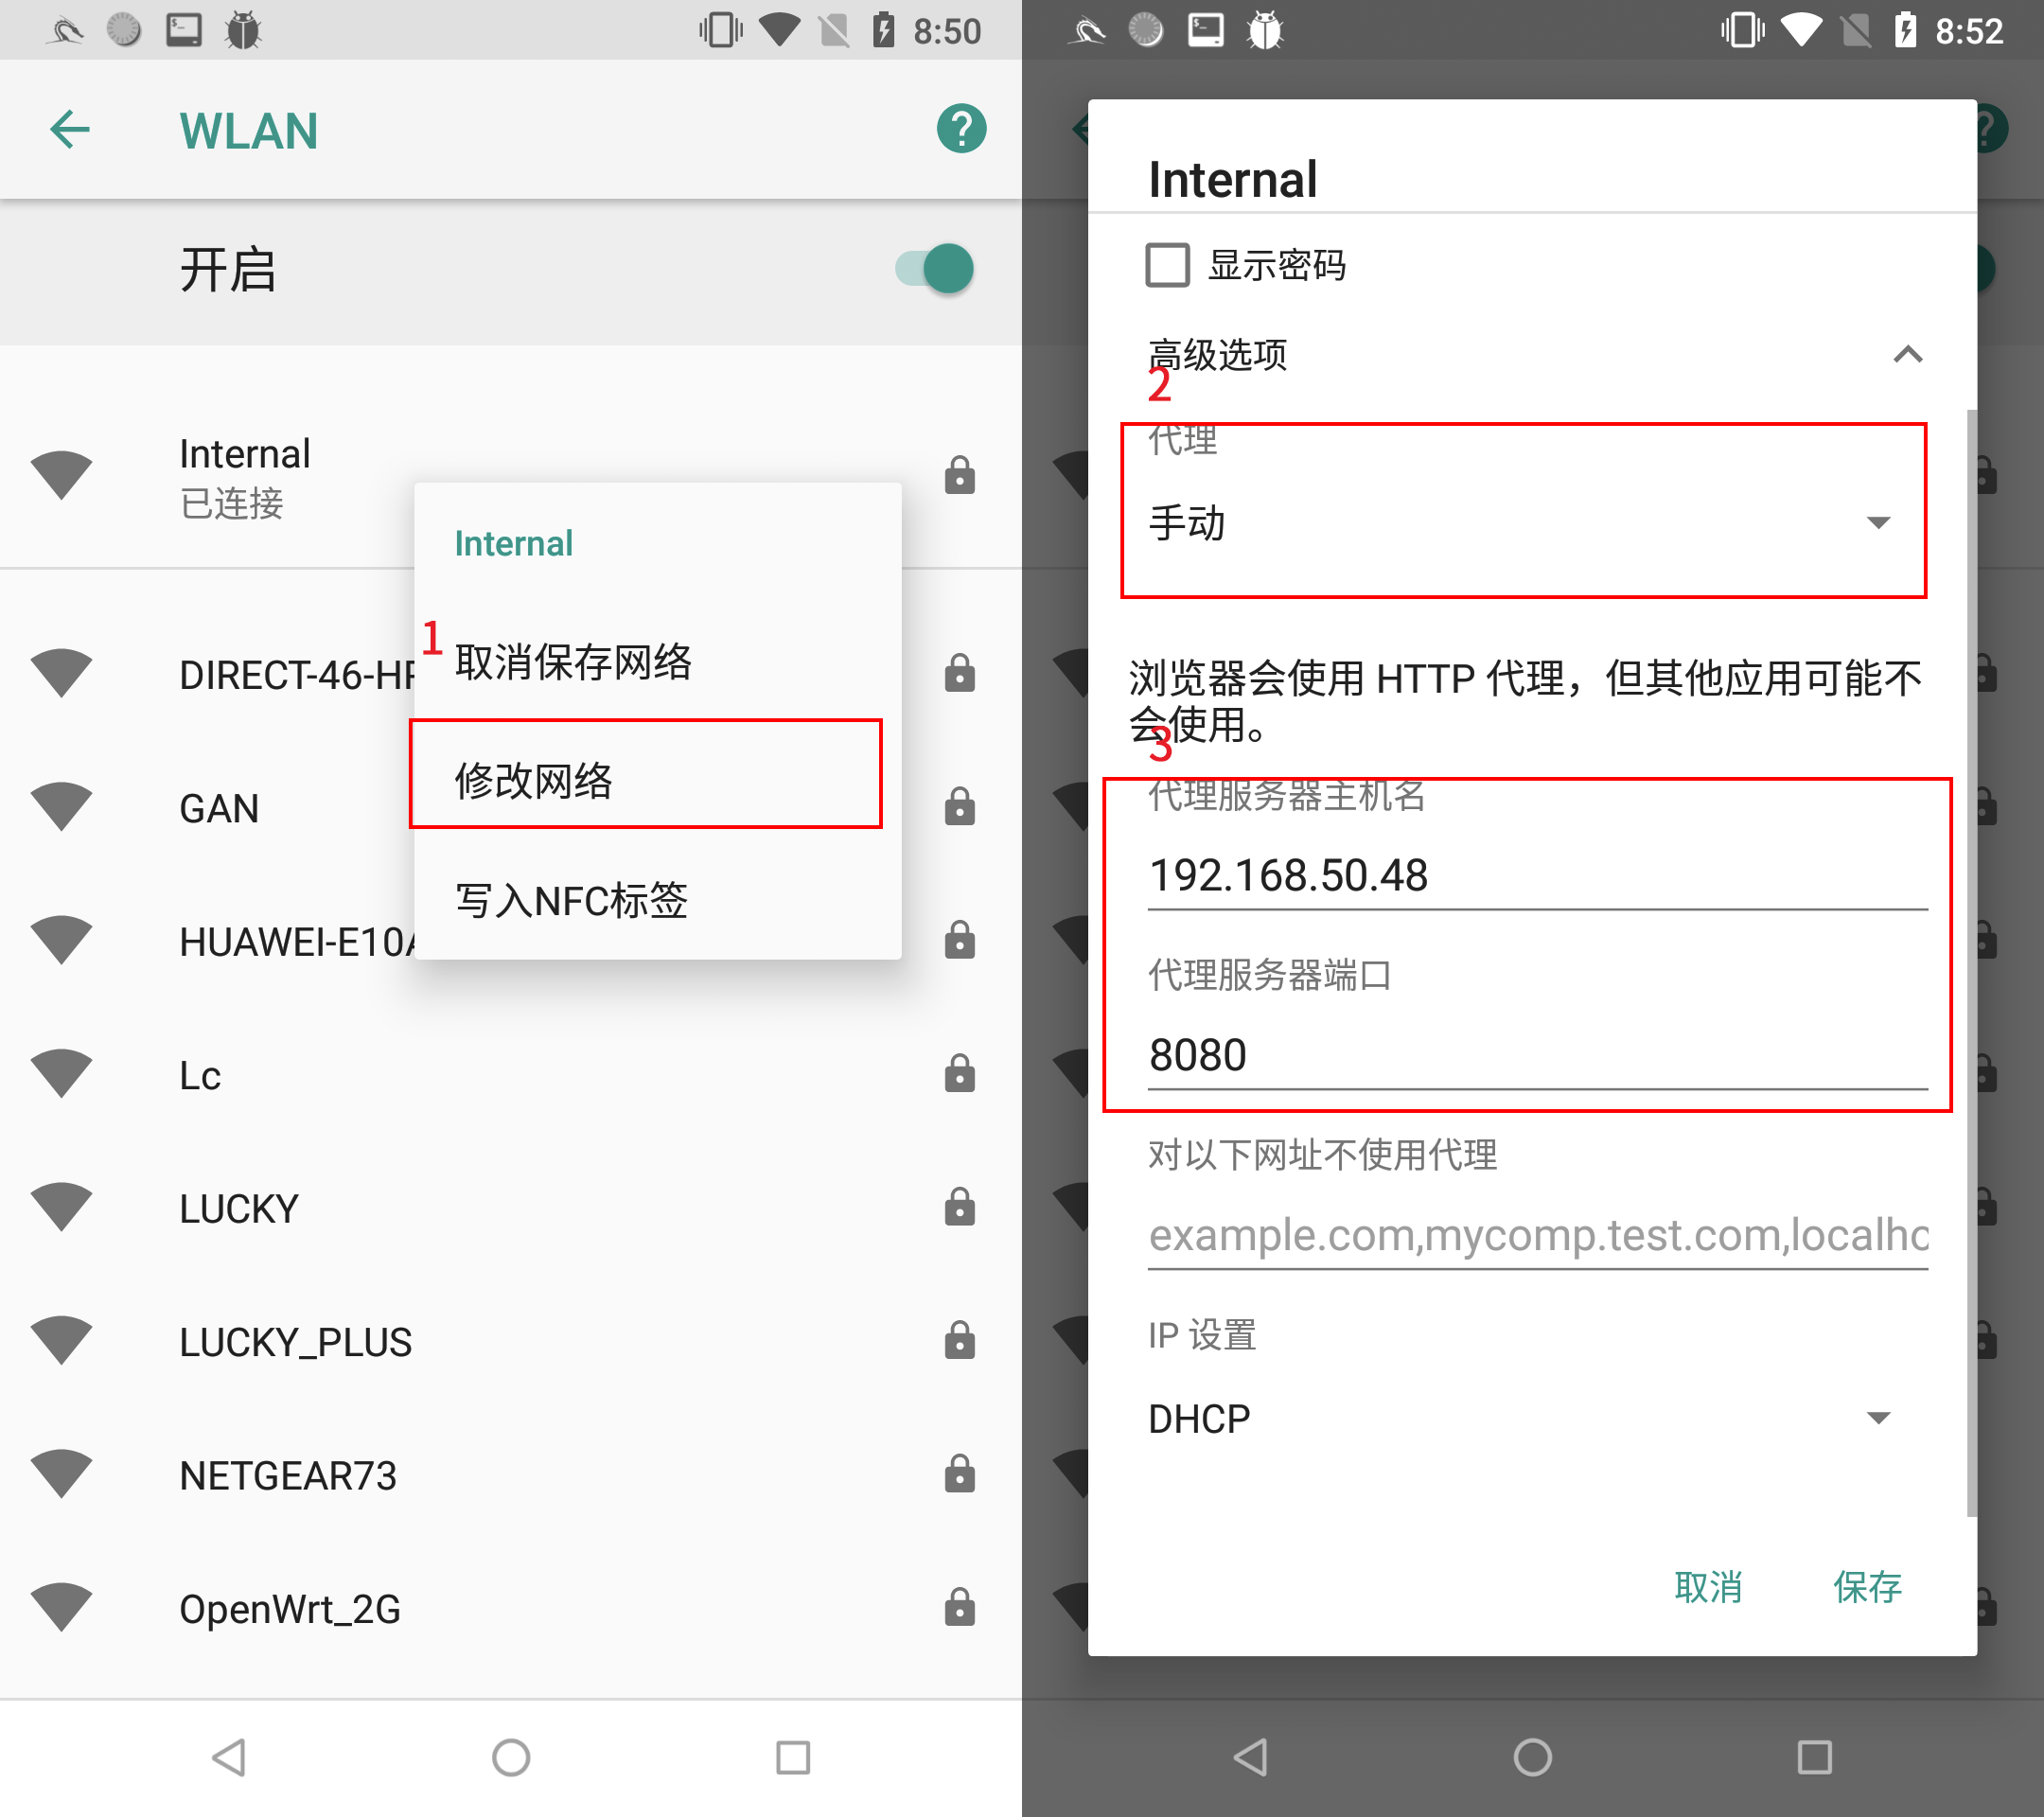 8:50
WLAN
开启
Internal
已连接
Internal
1
取消保存网络
DIRECT-46-HP
修改网络
GAN
写入NFC标签
HUAWEI-E10A
Lc
LUCKY
LUCKY_PLUS
NETGEAR73
OpenWrt_2G
8:52
Internal
显示密码
高级选项
2
代理
手动
浏览器会使用 HTTP 代理，但其他应用可能不
会使用。
3
代理服务器主机名
192.168.50.48
代理服务器端口
8080
对以下网址不使用代理
example.com,mycomp.test.com,localho
IP 设置
DHCP
取消
保存